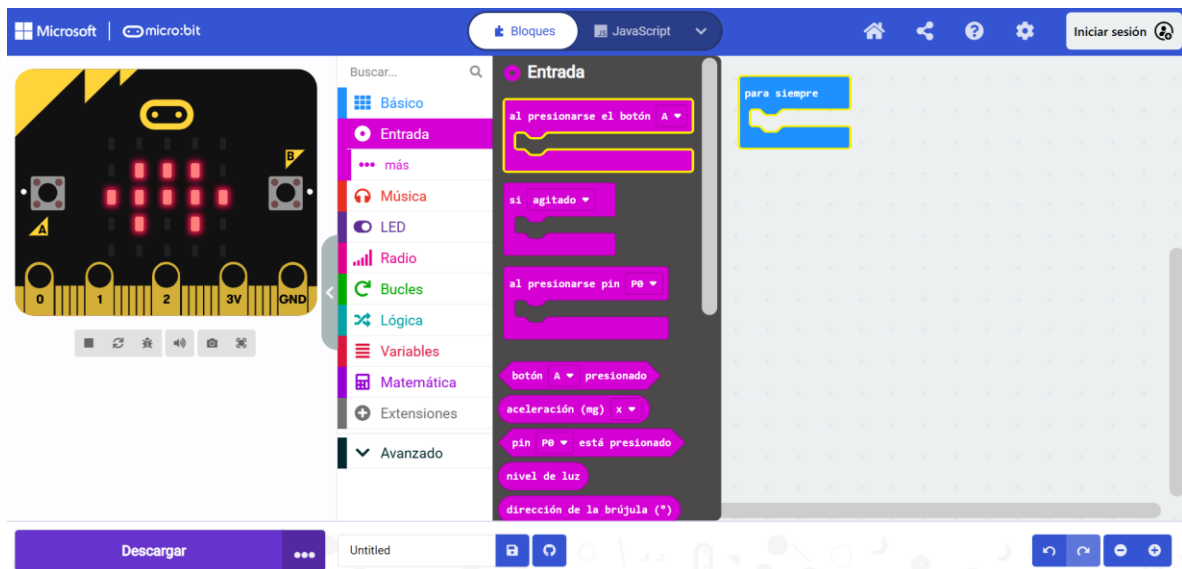 Microsoft
micro:bit
Bloques
JavaScript
Iniciar sesión
B
A
0
1
2
3V
GND
Buscar...
Básico
Entrada
más
Música
LED
Radio
Bucles
Lógica
Variables
Matemática
Extensiones
Avanzado
Entrada
al presionarse el botón A
si agitado
al presionarse pin P0
botón A presionado
aceleración (mg) x
pin P0 está presionado
nivel de luz
dirección de la brújula (°)
para siempre
Descargar
Untitled